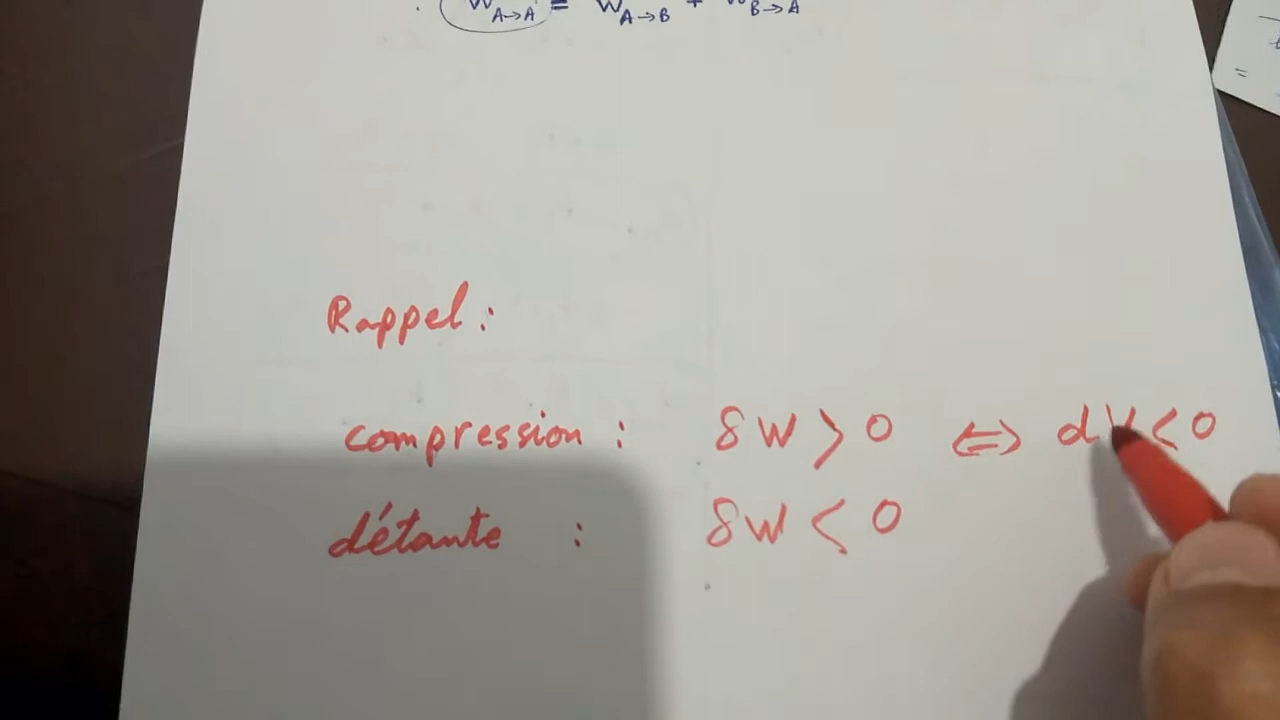 W A→A = W A→B + W B→A
Rappel :
compression : δW > 0 ⇔ dV < 0
détante : δW < 0